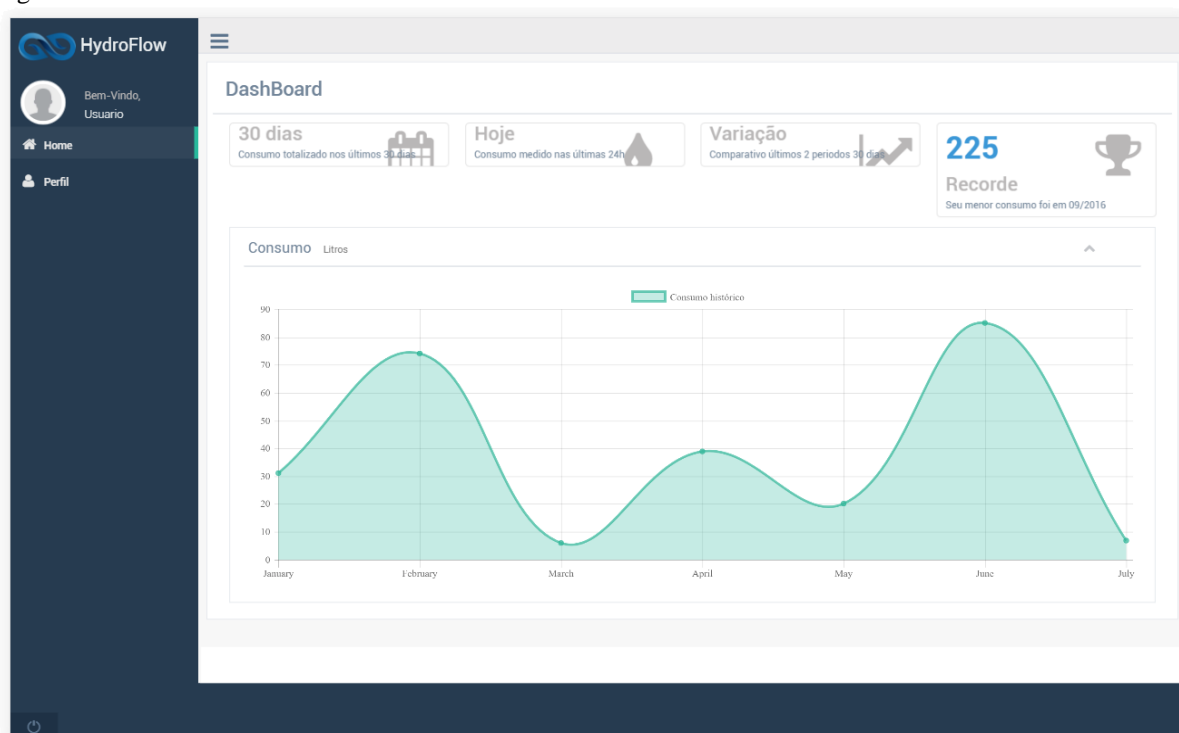 HydroFlow
Bem-Vindo,
Usuario
Home
Perfil
DashBoard
30 dias
Consumo totalizado nos últimos 30 dias
Hoje
Consumo medido nas últimas 24h
Variação
Comparativo últimos 2 periodos 30 dias
225
Recorde
Seu menor consumo foi em 09/2016
Consumo Litros
Consumo histórico
90
80
70
60
50
40
30
20
10
0
January February March April May June July